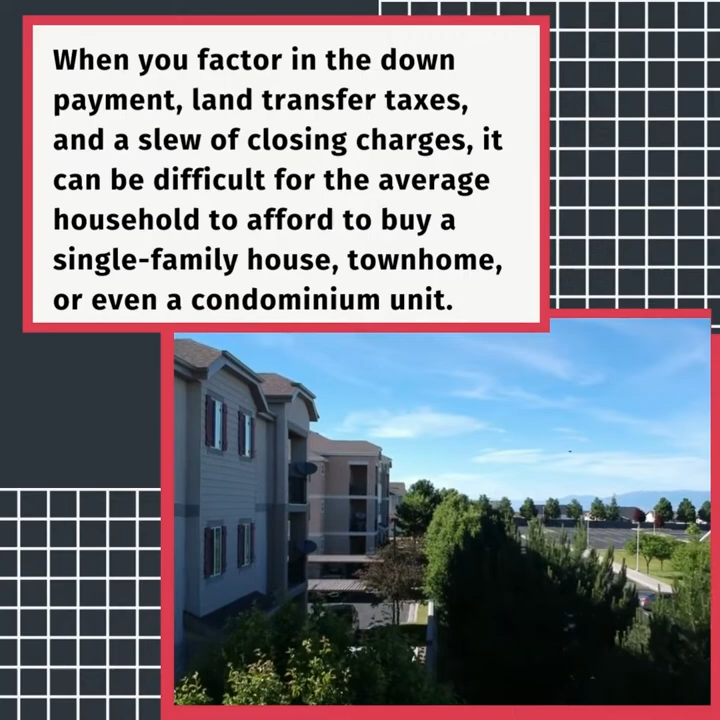 When you factor in the down
payment, land transfer taxes,
and a slew of closing charges, it
can be difficult for the average
household to afford to buy a
single-family house, townhome,
or even a condominium unit.